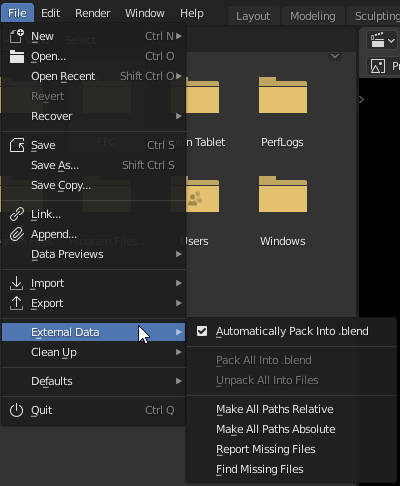 File Edit Render Window Help Layout Modeling Sculpting
New Ctrl N
Open... Ctrl O
Open Recent Shift Ctrl O
Revert
Recover
Save Ctrl S
Save As... Shift Ctrl S
Save Copy...
Link...
Append...
Data Previews
Import
Export
External Data
Clean Up
Defaults
Quit Ctrl Q
Tablet PerfLogs
Program Files... Users Windows
Automatically Pack Into .blend
Pack All Into .blend
Unpack All Into Files
Make All Paths Relative
Make All Paths Absolute
Report Missing Files
Find Missing Files